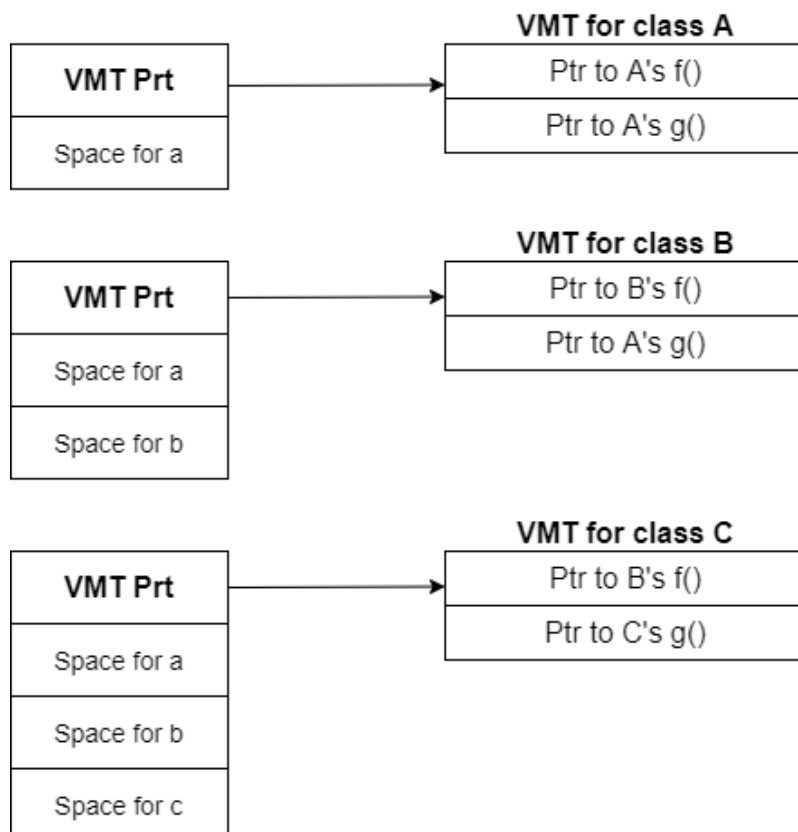 VMT for class A
VMT Prt
Ptr to A's f()
Ptr to A's g()
Space for a
VMT for class B
VMT Prt
Ptr to B's f()
Ptr to A's g()
Space for a
Space for b
VMT for class C
VMT Prt
Ptr to B's f()
Ptr to C's g()
Space for a
Space for b
Space for c